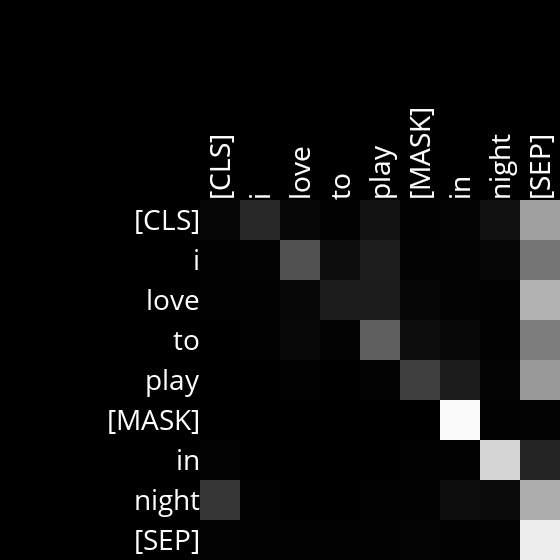 [CLS] i love to play [MASK] in night [SEP]
[CLS]
i
love
to
play
[MASK]
in
night
[SEP]